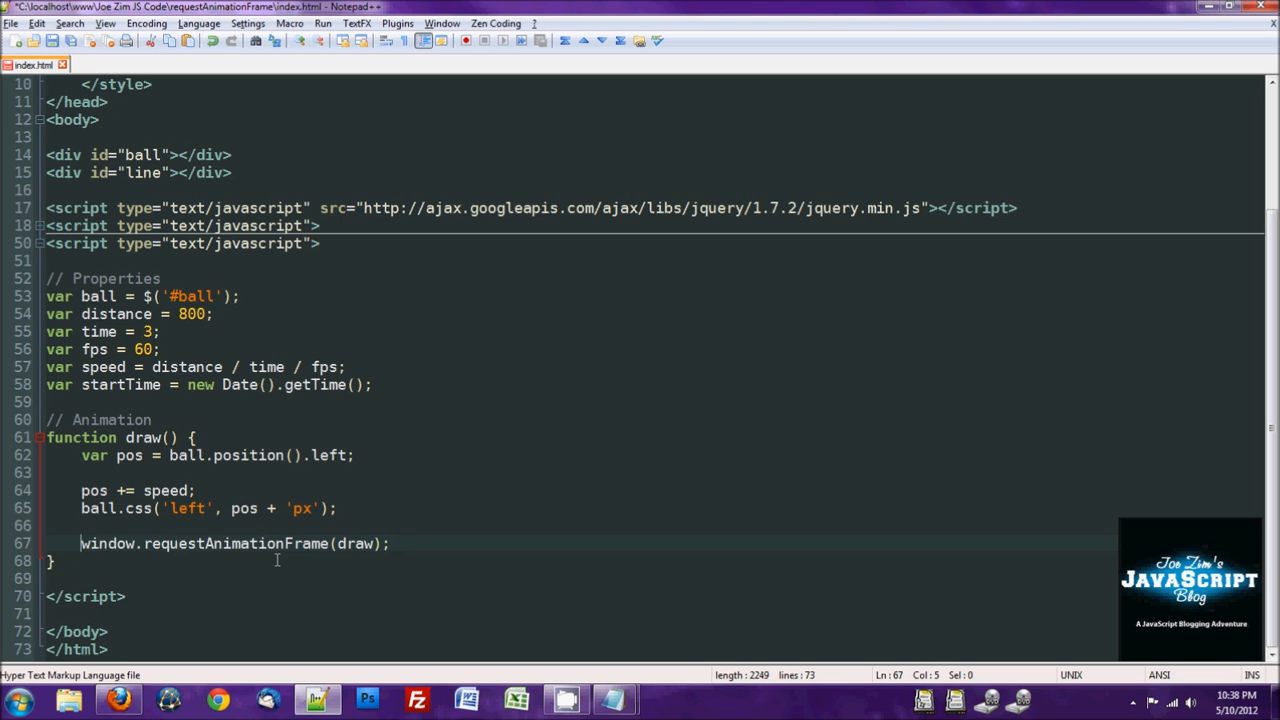 *C:\localhost\www\Joe Zim JS Code\requestAnimationFrame\index.html - Notepad++
File Edit Search View Encoding Language Settings Macro Run TextFX Plugins Window Zen Coding ? X
index.html
10 </style>
11 </head>
12 <body>
13
14 <div id="ball"></div>
15 <div id="line"></div>
16
17 <script type="text/javascript" src="http://ajax.googleapis.com/ajax/libs/jquery/1.7.2/jquery.min.js"></script>
18 <script type="text/javascript">
50 <script type="text/javascript">
51
52 // Properties
53 var ball = $('#ball');
54 var distance = 800;
55 var time = 3;
56 var fps = 60;
57 var speed = distance / time / fps;
58 var startTime = new Date().getTime();
59
60 // Animation
61 function draw() {
62 var pos = ball.position().left;
63
64 pos += speed;
65 ball.css('left', pos + 'px');
66
67 window.requestAnimationFrame(draw);
68 }
69
70 </script>
71
72 </body>
73 </html>
Joe Zim's
JAVASCRIPT
Blog
A JavaScript Blogging Adventure
Hyper Text Markup Language file length : 2249 lines : 73 Ln : 67 Col : 5 Sel : 0 UNIX ANSI INS
10:38 PM
5/10/2012